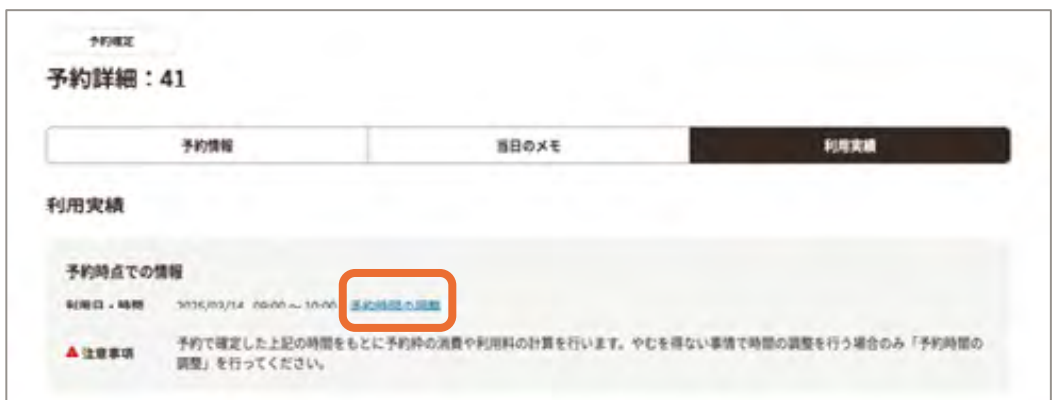 予約確定
予約詳細：41
予約情報
当日のメモ
利用実績
利用実績
予約時点での情報
利用日・時間 2025/03/14 09:00 ～ 10:00 予約時間の調整
注意事項 予約で確定した上記の時間をもとに予約枠の消費や利用料の計算を行います。やむを得ない事情で時間の調整を行う場合のみ「予約時間の
調整」を行ってください。